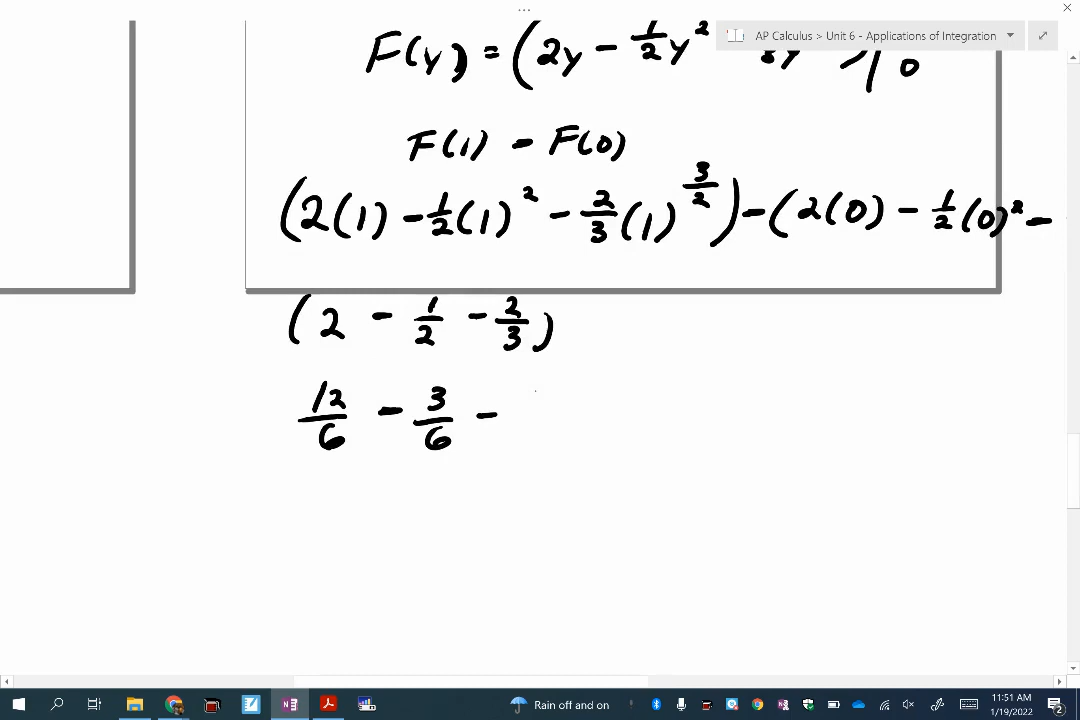 AP Calculus > Unit 6 - Applications of Integration
F(y) = (2y - 1/2 y^2
0
F(1) - F(0)
(2(1) - 1/2 (1)^2 - 2/3 (1)^3/2) - (2(0) - 1/2 (0)^2 -
(2 - 1/2 - 2/3)
12/6 - 3/6 -
Rain off and on
11:51 AM
1/19/2022
2